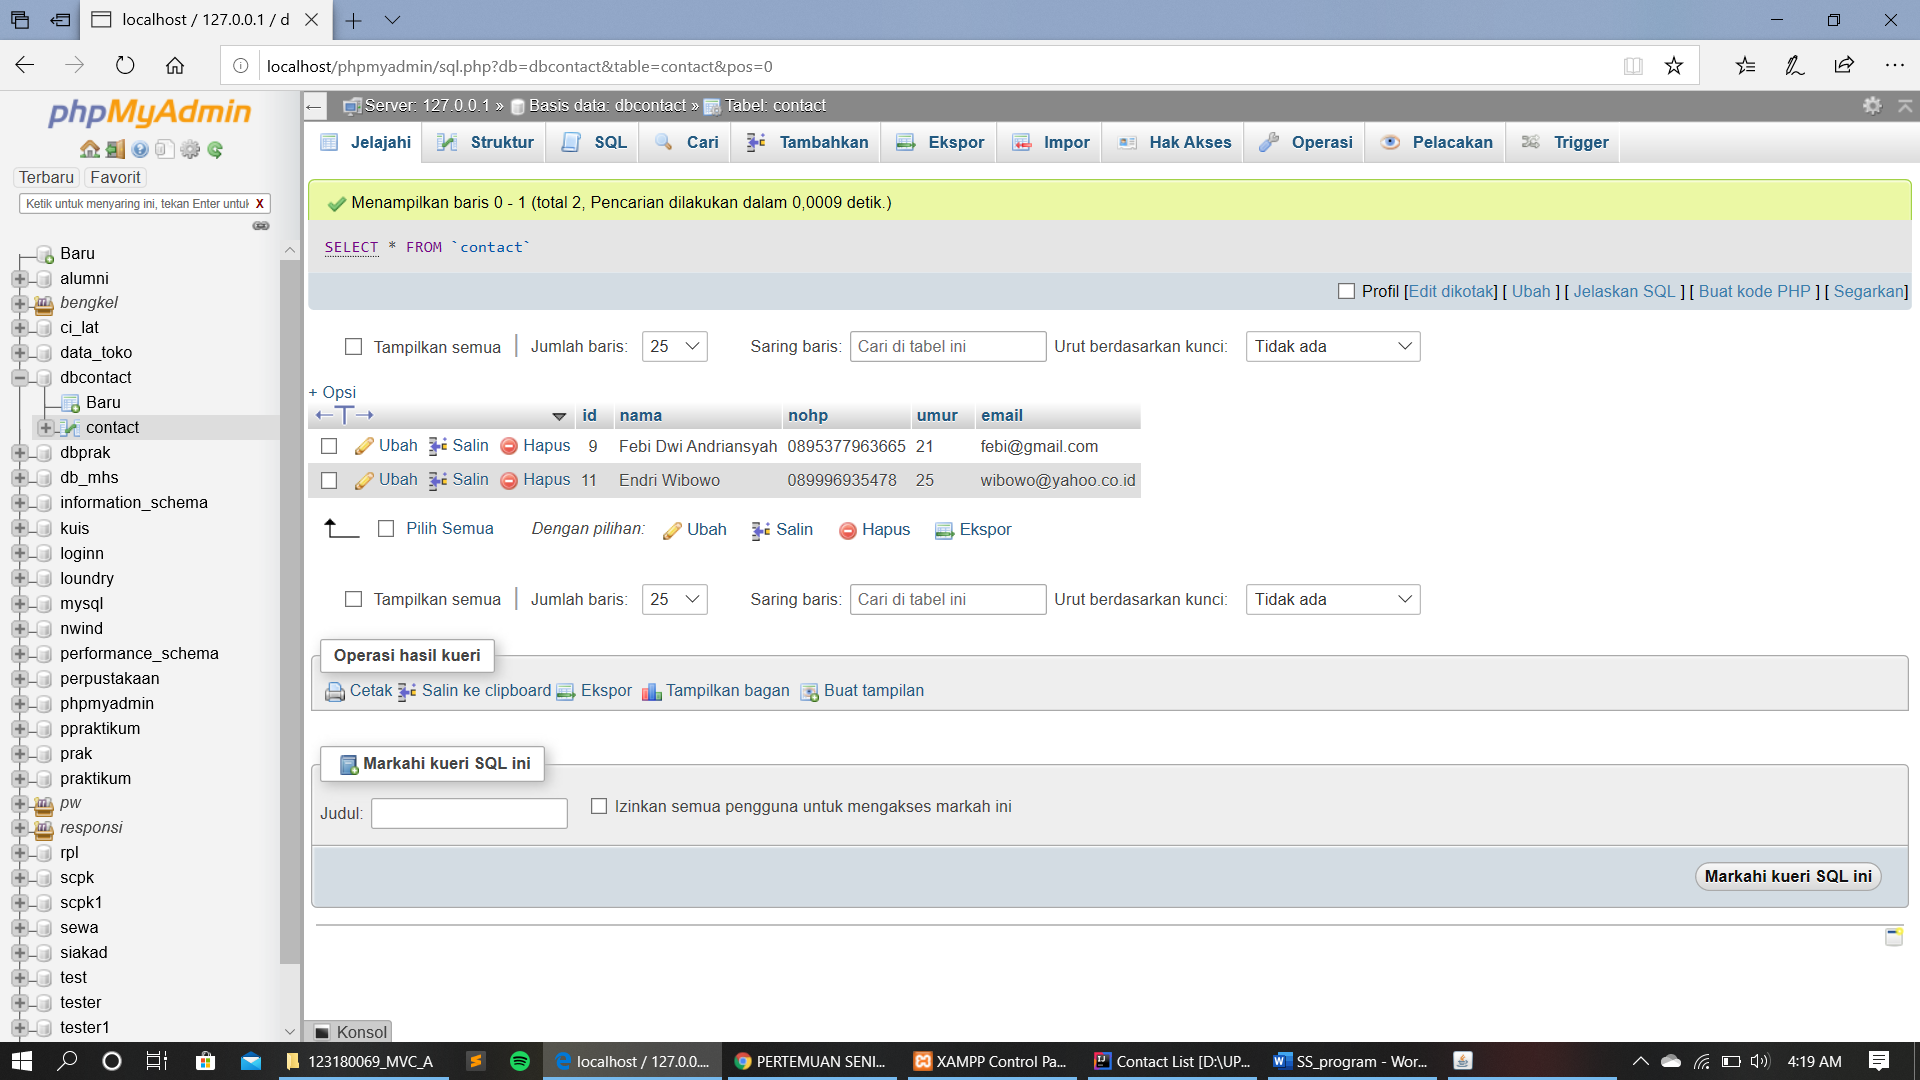 localhost / 127.0.0.1 / d
localhost/phpmyadmin/sql.php?db=dbcontact&table=contact&pos=0
phpMyAdmin
Terbaru Favorit
Ketik untuk menyaring ini, tekan Enter untuk X
Baru
alumni
bengkel
ci_lat
data_toko
dbcontact
Baru
contact
dbprak
db_mhs
information_schema
kuis
loginn
loundry
mysql
nwind
performance_schema
perpustakaan
phpmyadmin
ppraktikum
prak
praktikum
pw
responsi
rpl
scpk
scpk1
sewa
siakad
test
tester
tester1
Server: 127.0.0.1 » Basis data: dbcontact » Tabel: contact
Jelajahi Struktur SQL Cari Tambahkan Ekspor Impor Hak Akses Operasi Pelacakan Trigger
Menampilkan baris 0 - 1 (total 2, Pencarian dilakukan dalam 0,0009 detik.)
SELECT * FROM `contact`
Profil [Edit dikotak] [ Ubah ] [ Jelaskan SQL ] [ Buat kode PHP ] [ Segarkan]
Tampilkan semua Jumlah baris: 25 Saring baris: Cari di tabel ini Urut berdasarkan kunci: Tidak ada
+ Opsi
←T→ id nama nohp umur email
Ubah Salin Hapus 9 Febi Dwi Andriansyah 0895377963665 21 febi@gmail.com
Ubah Salin Hapus 11 Endri Wibowo 089996935478 25 wibowo@yahoo.co.id
Pilih Semua Dengan pilihan: Ubah Salin Hapus Ekspor
Tampilkan semua Jumlah baris: 25 Saring baris: Cari di tabel ini Urut berdasarkan kunci: Tidak ada
Operasi hasil kueri
Cetak Salin ke clipboard Ekspor Tampilkan bagan Buat tampilan
Markahi kueri SQL ini
Judul: Izinkan semua pengguna untuk mengakses markah ini
Markahi kueri SQL ini
Konsol
123180069_MVC_A localhost / 127.0.0.... PERTEMUAN SENI... XAMPP Control Pa... Contact List [D:\UP... SS_program - Wor... 4:19 AM